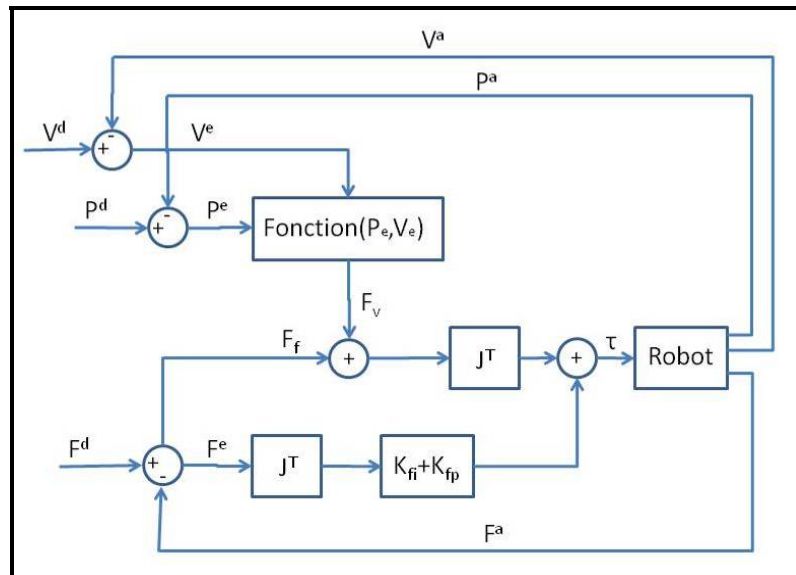 Vᵃ
Pᵃ
Vᵈ
+
-
Vᵉ
Pᵈ
+
-
Pᵉ
Fonction(Pₑ,Vₑ)
Fᵥ
F_f
+
Jᵀ
+
τ
Robot
Fᵈ
+
-
Fᵉ
Jᵀ
K_fi+K_fp
Fᵃ